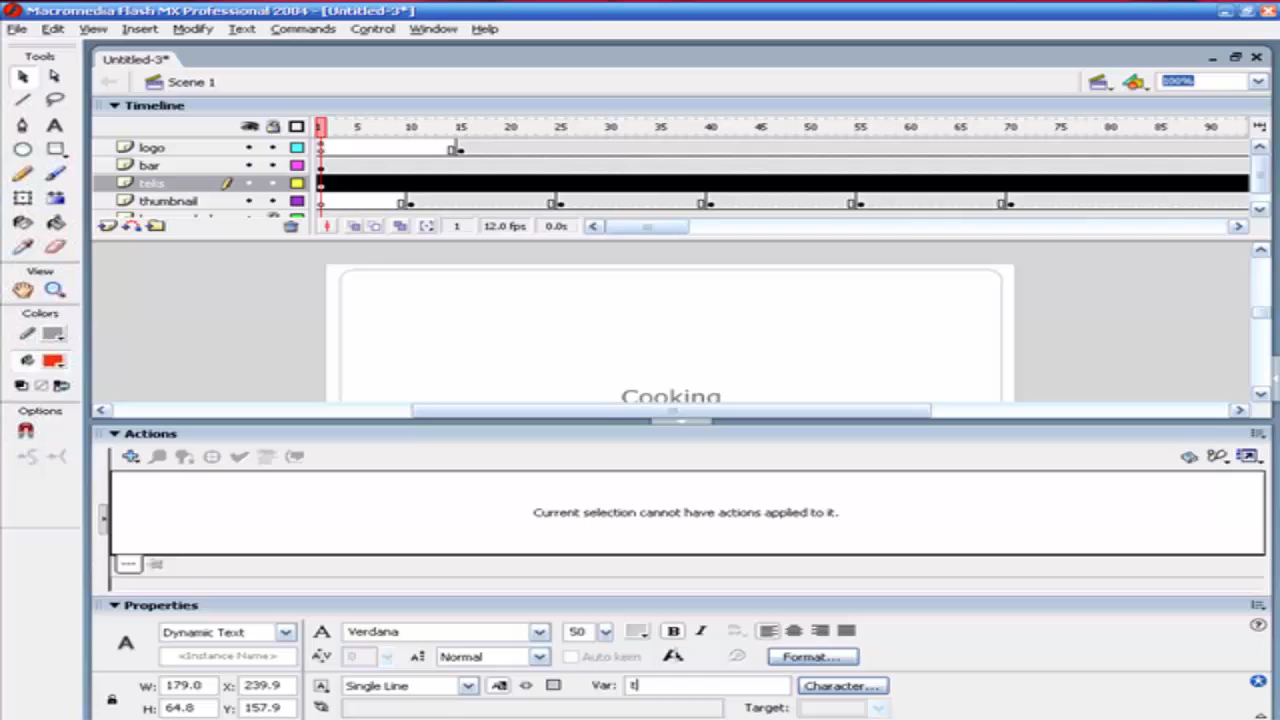 Macromedia Flash MX Professional 2004 - [Untitled-3*]
File Edit View Insert Modify Text Commands Control Window Help
Tools
Untitled-3*
Scene 1
100%
Timeline
1 5 10 15 20 25 30 35 40 45 50 55 60 65 70 75 80 85 90
logo
bar
teks
thumbnail
1 12.0 fps 0.0s
View
Colors
Options
Cooking
Actions
Current selection cannot have actions applied to it.
Properties
A Dynamic Text A Verdana 50 B I
<Instance Name> A/V 0 Normal Auto kern Format...
W: 179.0 X: 239.9 Single Line Var: t Character...
H: 64.8 Y: 157.9 Target: